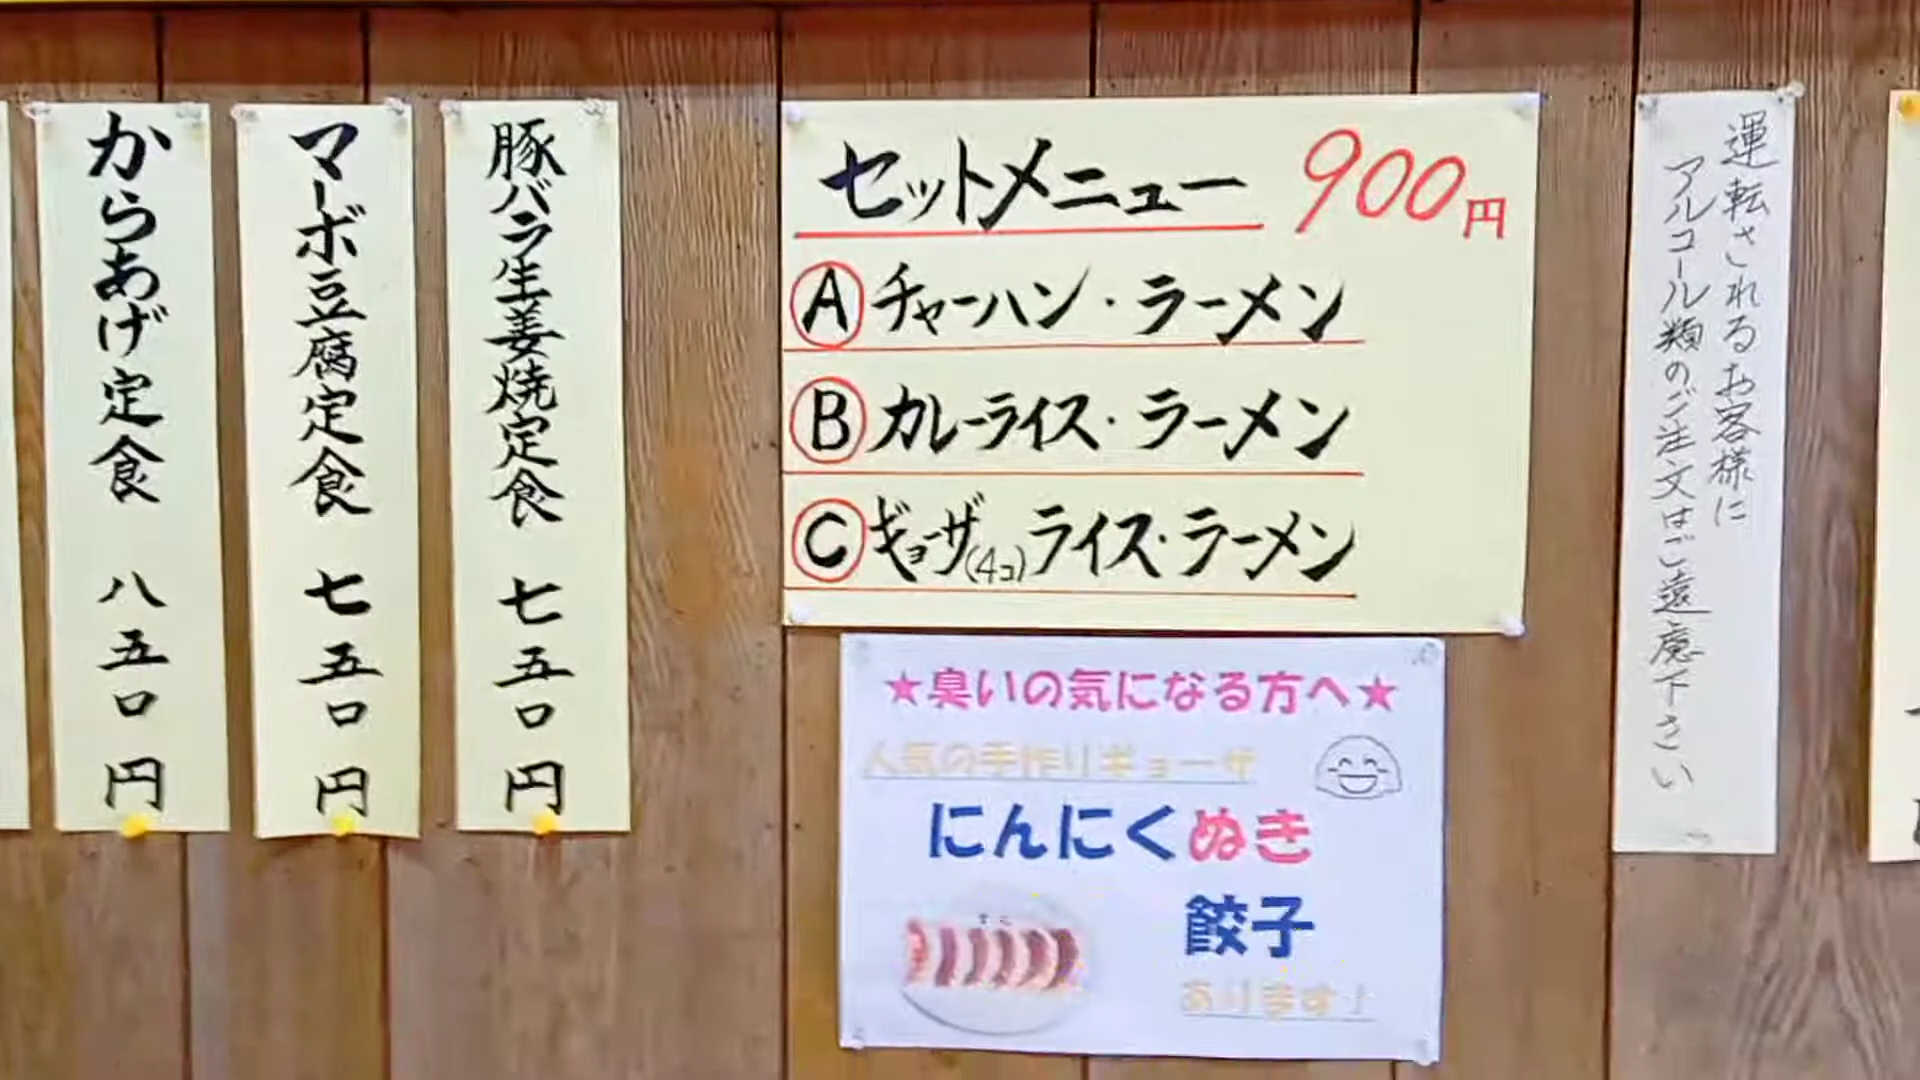 からあげ定食 八五〇円
マーボ豆腐定食 七五〇円
豚バラ生姜焼定食 七五〇円
セットメニュー 900円
Ⓐチャーハン・ラーメン
Ⓑカレーライス・ラーメン
Ⓒギョーザ(4コ)ライス・ラーメン
★臭いの気になる方へ★
人気の手作りギョーザ
にんにくぬき
餃子
あります!
運転されるお客様に
アルコール類のご注文はご遠慮下さい